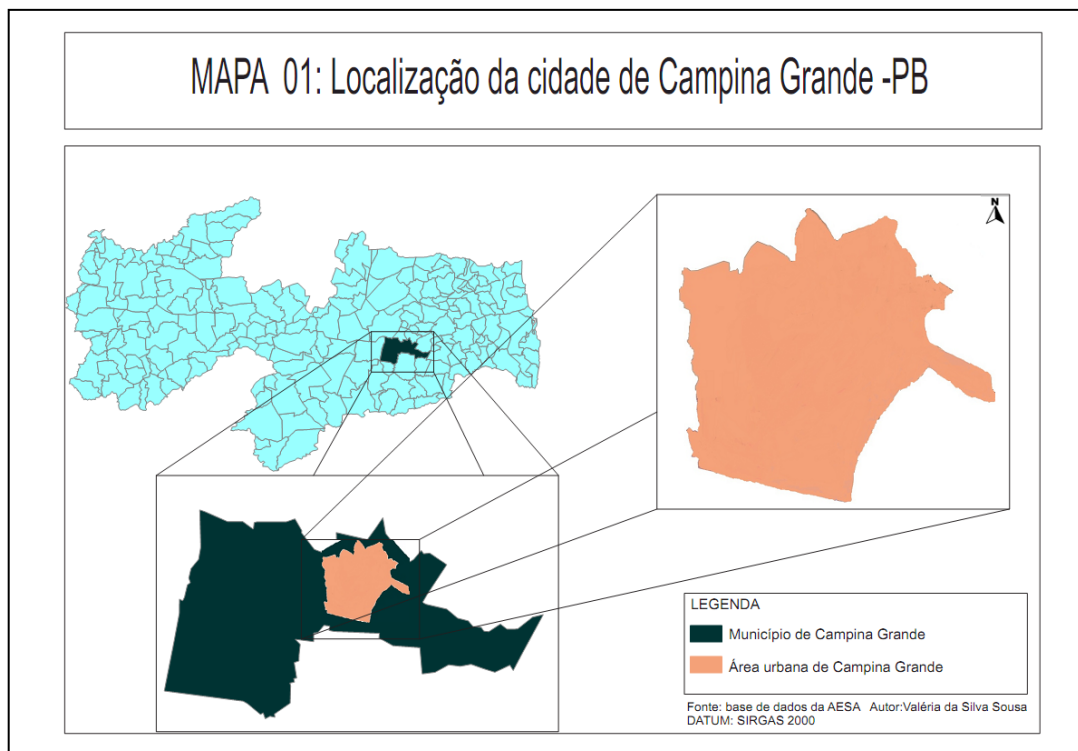 MAPA 01: Localização da cidade de Campina Grande -PB
N
LEGENDA
Município de Campina Grande
Área urbana de Campina Grande
Fonte: base de dados da AESA Autor:Valéria da Silva Sousa
DATUM: SIRGAS 2000